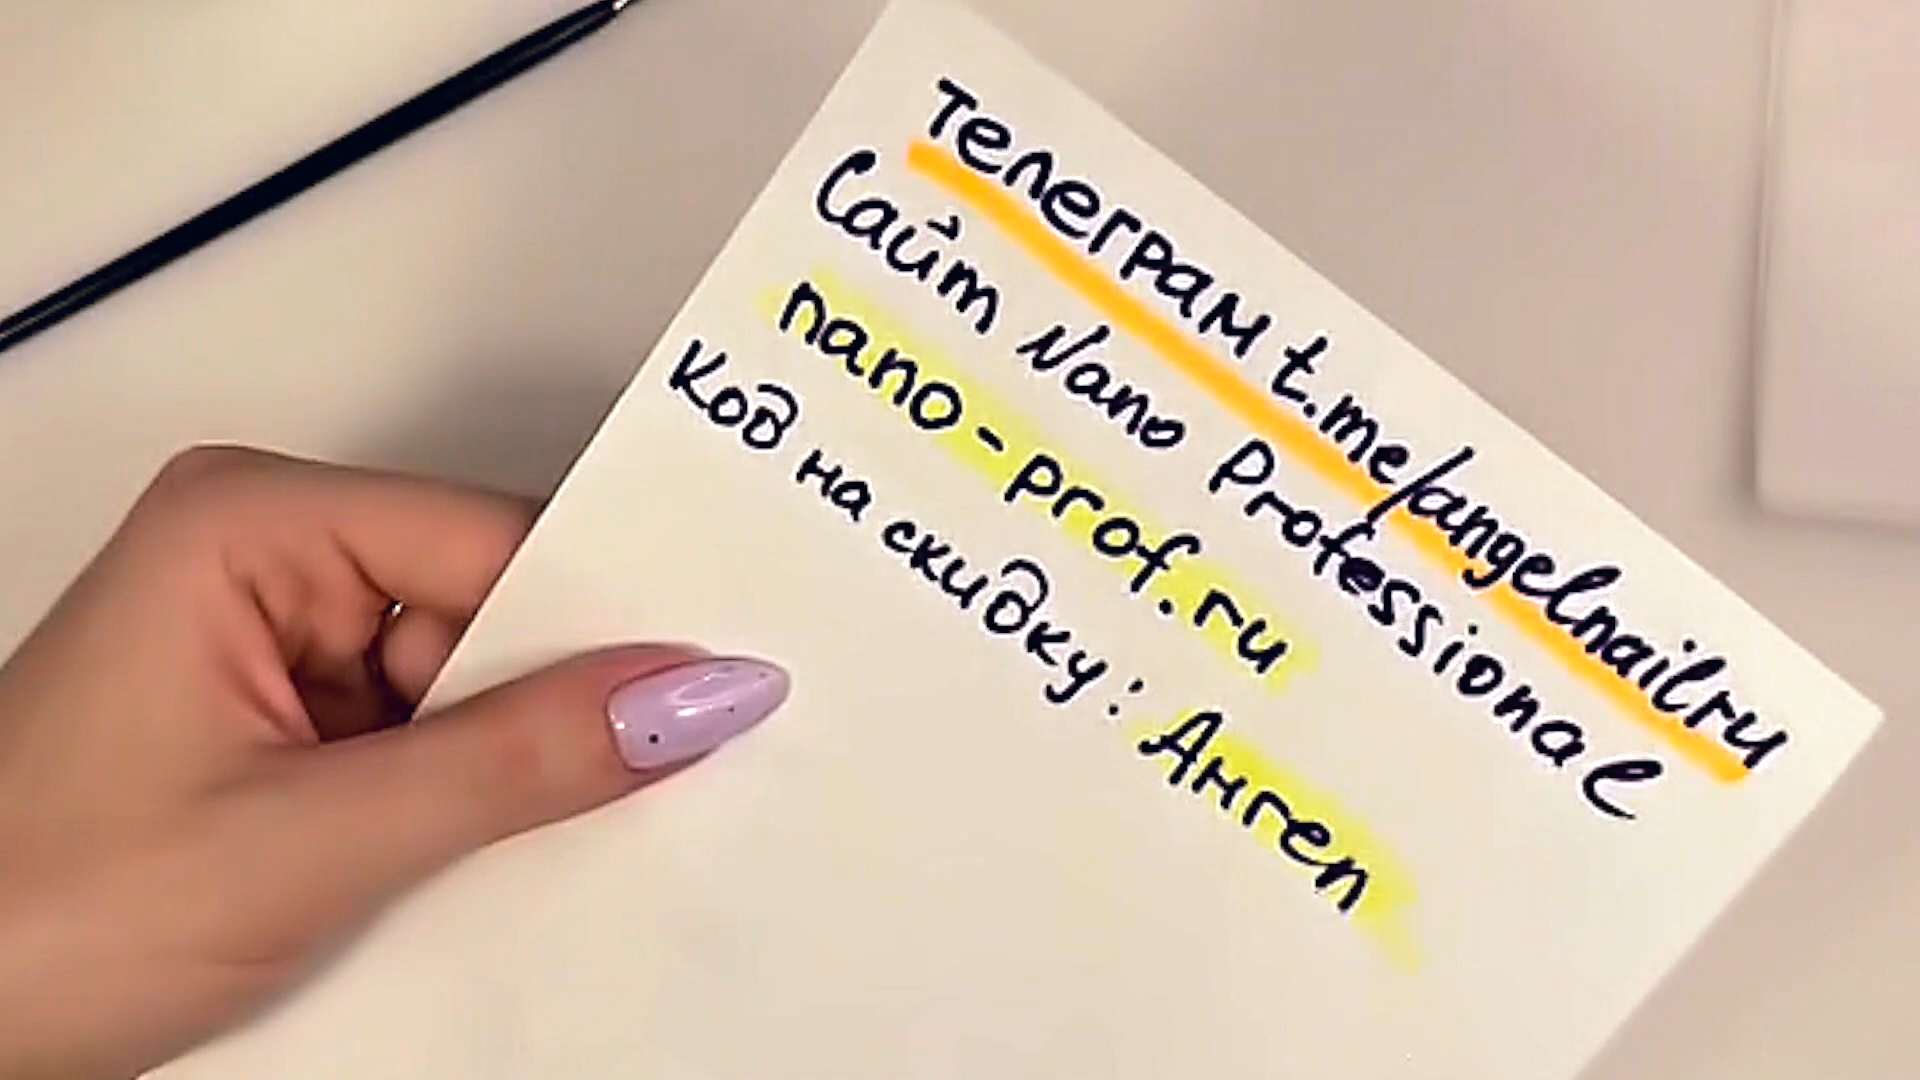 Телеграм t.me/angelnailru
Сайт Nano Professional
nano-prof.ru
Код на скидку: Ангел